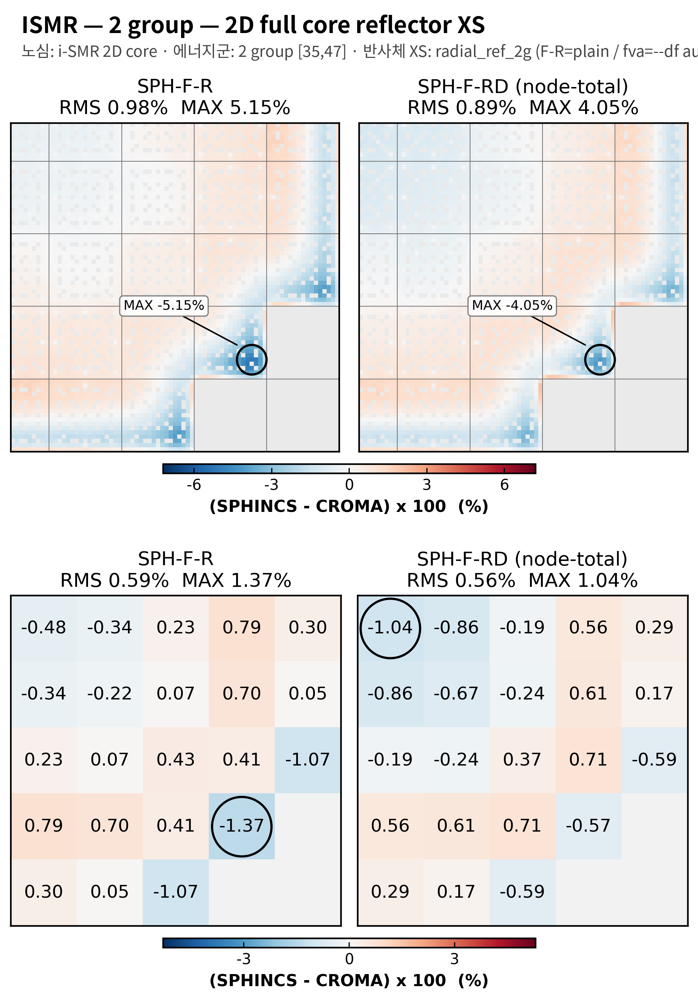 ISMR — 2 group — 2D full core reflector XS
노심: i-SMR 2D core · 에너지군: 2 group [35,47] · 반사체 XS: radial_ref_2g (F-R=plain / fva=--df au
SPH-F-R
RMS 0.98% MAX 5.15%
SPH-F-RD (node-total)
RMS 0.89% MAX 4.05%
MAX -5.15%
MAX -4.05%
-6 -3 0 3 6
(SPHINCS - CROMA) x 100 (%)
SPH-F-R
RMS 0.59% MAX 1.37%
SPH-F-RD (node-total)
RMS 0.56% MAX 1.04%
-0.48 -0.34 0.23 0.79 0.30
-0.34 -0.22 0.07 0.70 0.05
0.23 0.07 0.43 0.41 -1.07
0.79 0.70 0.41 -1.37
0.30 0.05 -1.07
-1.04 -0.86 -0.19 0.56 0.29
-0.86 -0.67 -0.24 0.61 0.17
-0.19 -0.24 0.37 0.71 -0.59
0.56 0.61 0.71 -0.57
0.29 0.17 -0.59
-3 0 3
(SPHINCS - CROMA) x 100 (%)